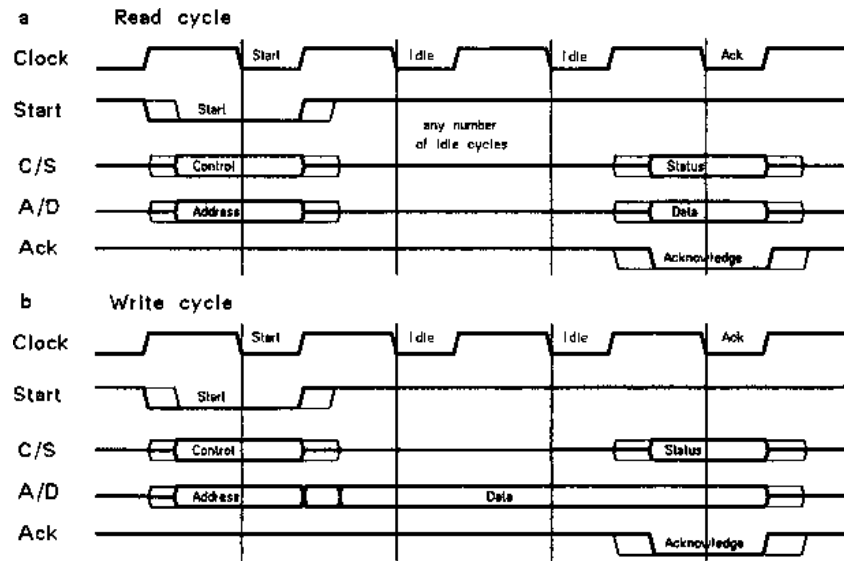 a Read cycle
Clock Start Idle Idle Ack
Start Start
any number
of idle cycles
C/S Control Status
A/D Address Data
Ack Acknowledge
b Write cycle
Clock Start Idle Idle Ack
Start Start
C/S Control Status
A/D Address Data
Ack Acknowledge